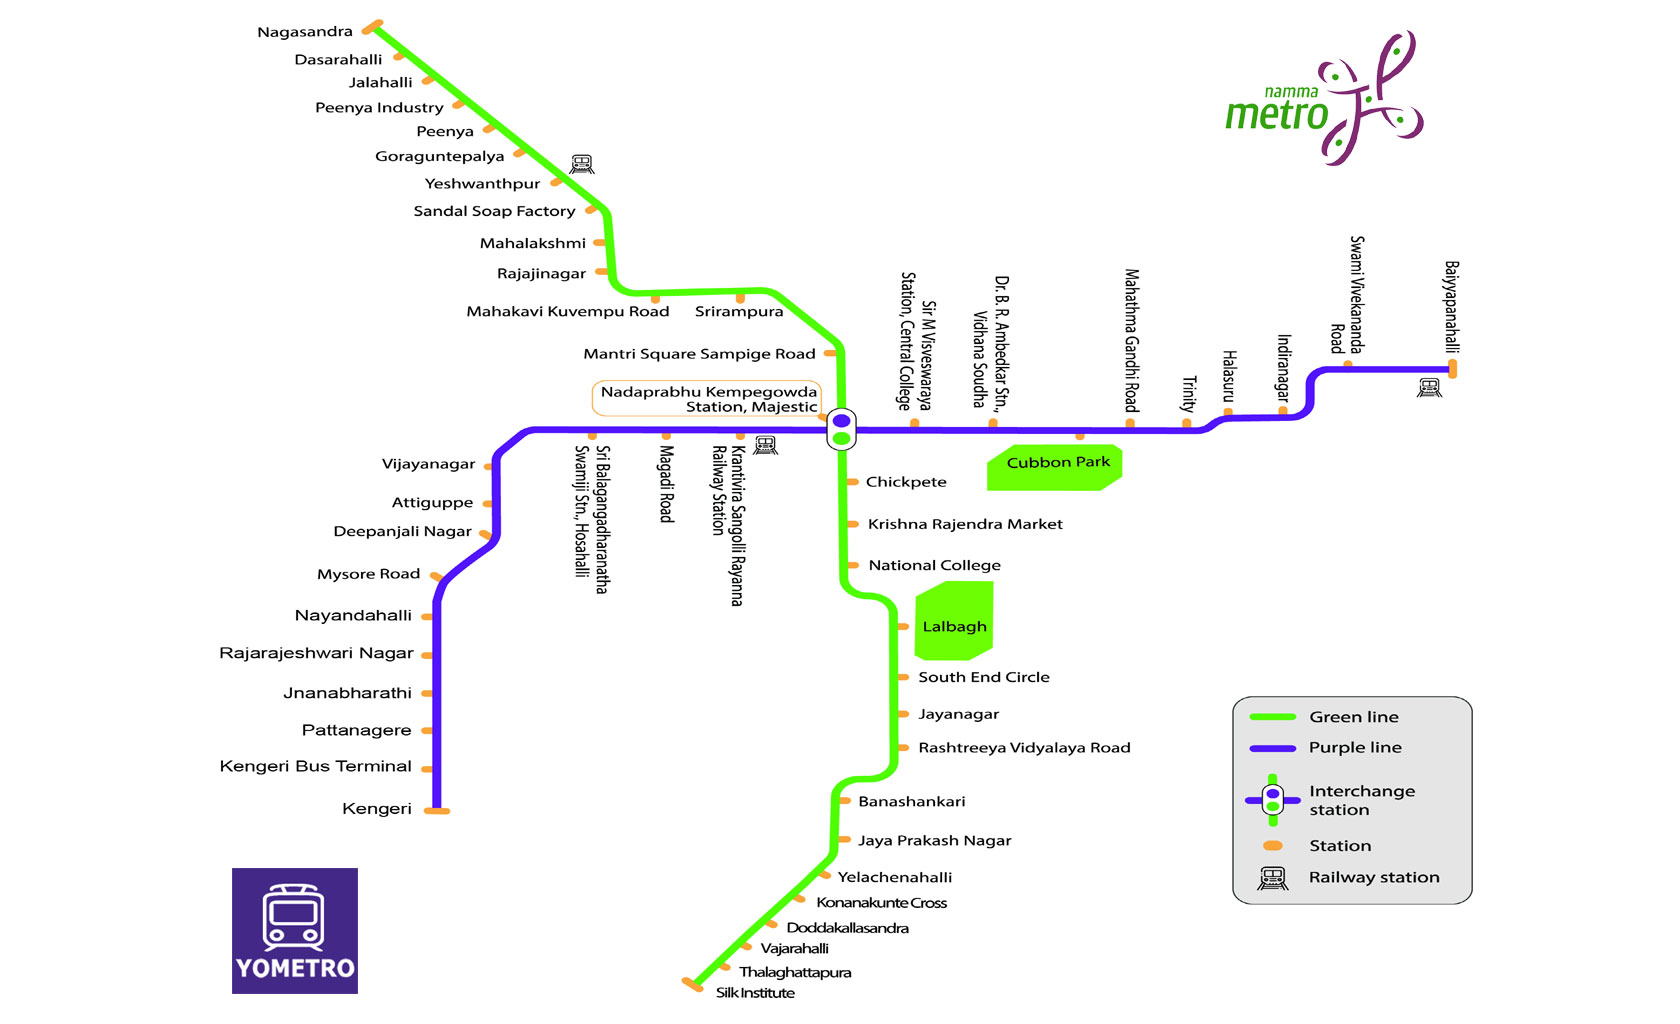 Nagasandra
Dasarahalli
Jalahalli
Peenya Industry
Peenya
Goraguntepalya
Yeshwanthpur
Sandal Soap Factory
Mahalakshmi
Rajajinagar
Mahakavi Kuvempu Road
Srirampura
Mantri Square Sampige Road
Nadaprabhu Kempegowda
Station, Majestic
namma
metro
Sir M Visveswaraya
Station, Central College
Dr. B. R. Ambedkar Stn.,
Vidhana Soudha
Cubbon Park
Mahathma Gandhi Road
Trinity
Halasuru
Indiranagar
Swami Vivekananda
Road
Baiyyapanahalli
Krantivira Sangolli Rayanna
Railway Station
Magadi Road
Sri Balagangadharanatha
Swamiji Stn., Hosahalli
Vijayanagar
Attiguppe
Deepanjali Nagar
Mysore Road
Nayandahalli
Rajarajeshwari Nagar
Jnanabharathi
Pattanagere
Kengeri Bus Terminal
Kengeri
Chickpete
Krishna Rajendra Market
National College
Lalbagh
South End Circle
Jayanagar
Rashtreeya Vidyalaya Road
Banashankari
Jaya Prakash Nagar
Yelachenahalli
Konanakunte Cross
Doddakallasandra
Vajarahalli
Thalaghattapura
Silk Institute
Green line
Purple line
Interchange
station
Station
Railway station
YOMETRO